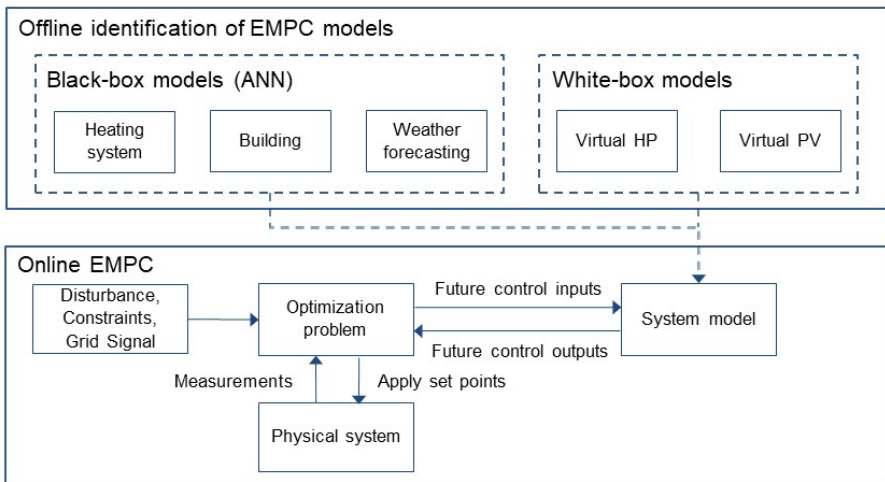 Offline identification of EMPC models
Black-box models (ANN)
Heating
system
Building
Weather
forecasting
White-box models
Virtual HP
Virtual PV
Online EMPC
Disturbance,
Constraints,
Grid Signal
Optimization
problem
Future control inputs
Future control outputs
System model
Measurements
Apply set points
Physical system